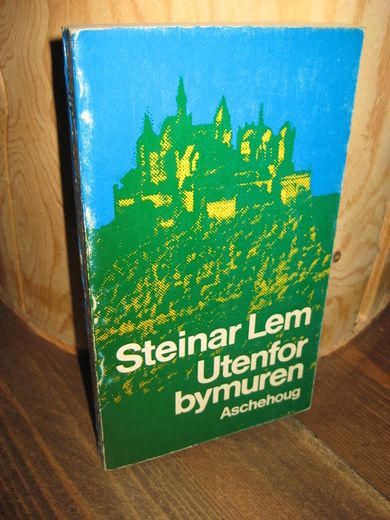 Steinar Lem
Utenfor
bymuren
Aschehoug